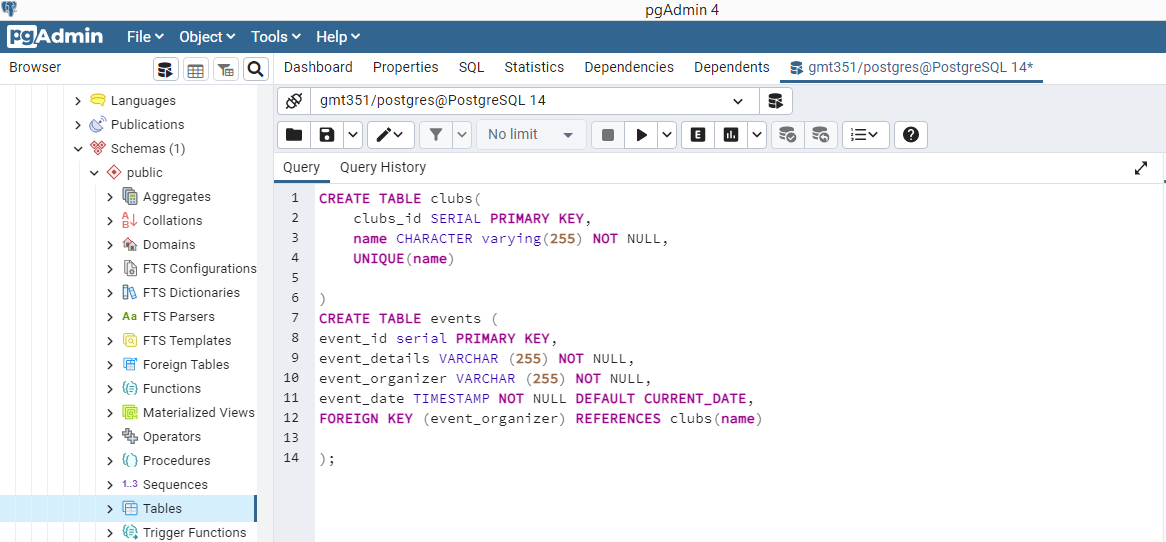 pgAdmin 4
pgAdmin File Object Tools Help
Browser
Dashboard Properties SQL Statistics Dependencies Dependents gmt351/postgres@PostgreSQL 14*
Languages
Publications
Schemas (1)
public
Aggregates
Collations
Domains
FTS Configurations
FTS Dictionaries
Aa FTS Parsers
FTS Templates
Foreign Tables
Functions
Materialized Views
Operators
Procedures
1..3 Sequences
Tables
Trigger Functions
gmt351/postgres@PostgreSQL 14
No limit E
Query Query History
1 CREATE TABLE clubs(
2 clubs_id SERIAL PRIMARY KEY,
3 name CHARACTER varying(255) NOT NULL,
4 UNIQUE(name)
5
6 )
7 CREATE TABLE events (
8 event_id serial PRIMARY KEY,
9 event_details VARCHAR (255) NOT NULL,
10 event_organizer VARCHAR (255) NOT NULL,
11 event_date TIMESTAMP NOT NULL DEFAULT CURRENT_DATE,
12 FOREIGN KEY (event_organizer) REFERENCES clubs(name)
13
14 );